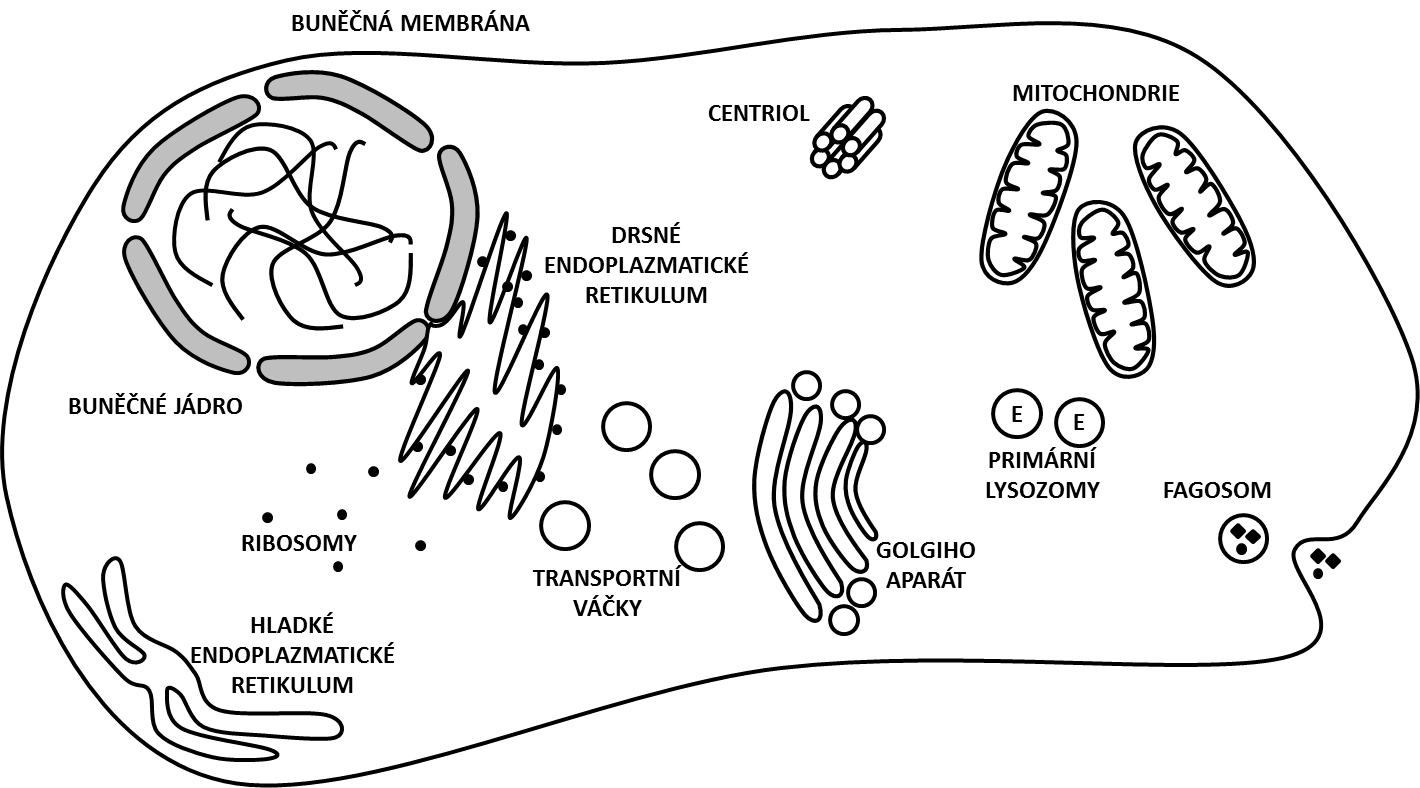 BUNĚČNÁ MEMBRÁNA
CENTRIOL
MITOCHONDRIE
DRSNÉ
ENDOPLAZMATICKÉ
RETIKULUM
BUNĚČNÉ JÁDRO
E
E
PRIMÁRNÍ
LYSOZOMY
FAGOSOM
RIBOSOMY
TRANSPORTNÍ
VÁČKY
GOLGIHO
APARÁT
HLADKÉ
ENDOPLAZMATICKÉ
RETIKULUM